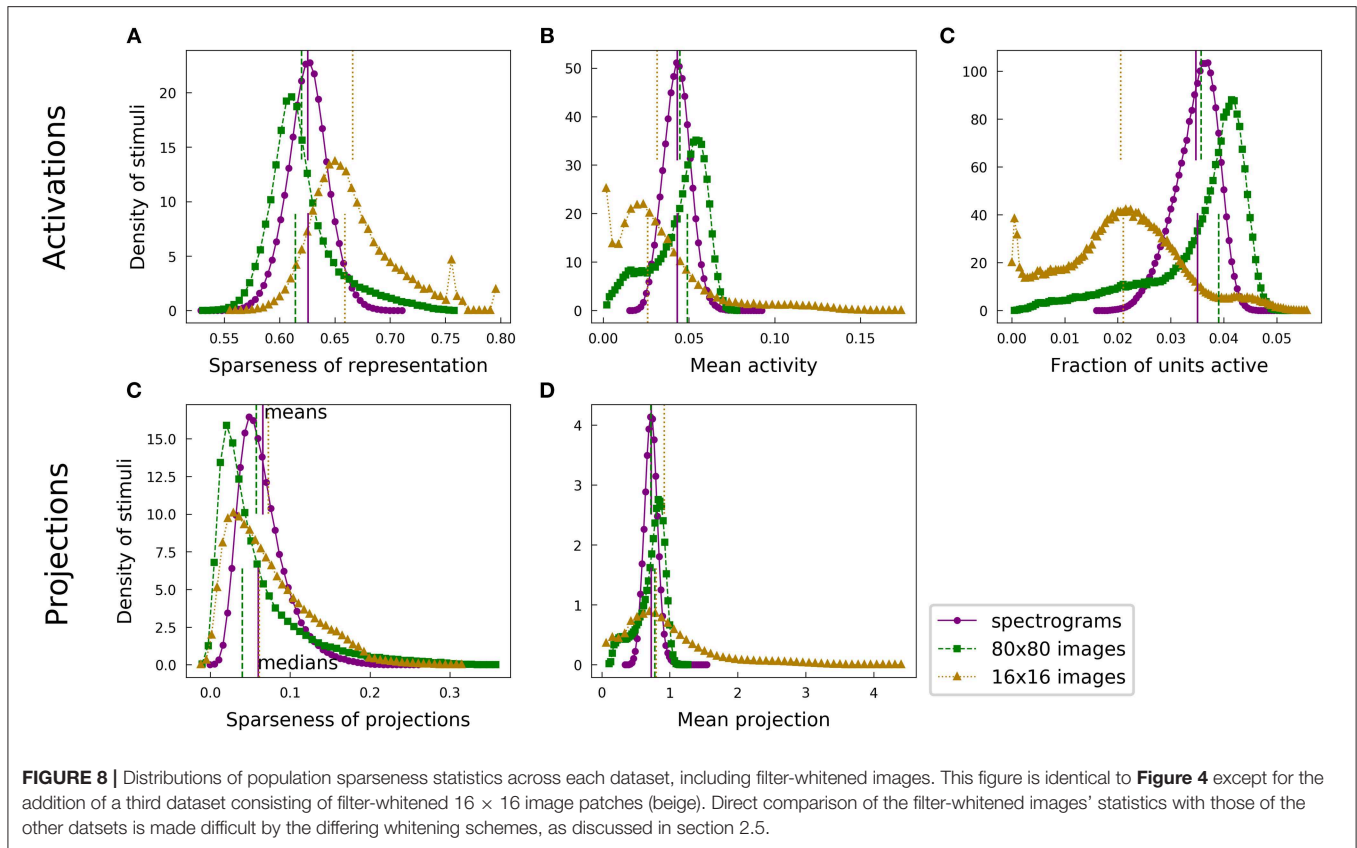 A
B
C
Activations
Density of stimuli
20
15
10
5
0
0.55 0.60 0.65 0.70 0.75 0.80
Sparseness of representation
50
40
30
20
10
0
0.00 0.05 0.10 0.15
Mean activity
100
80
60
40
20
0
0.00 0.01 0.02 0.03 0.04 0.05
Fraction of units active
C
D
Projections
Density of stimuli
15.0
12.5
10.0
7.5
5.0
2.5
0.0
means
medians
0.0 0.1 0.2 0.3
Sparseness of projections
4
3
2
1
0
0 1 2 3 4
Mean projection
spectrograms
80x80 images
16x16 images
FIGURE 8 | Distributions of population sparseness statistics across each dataset, including filter-whitened images. This figure is identical to Figure 4 except for the
addition of a third dataset consisting of filter-whitened 16 × 16 image patches (beige). Direct comparison of the filter-whitened images' statistics with those of the
other datsets is made difficult by the differing whitening schemes, as discussed in section 2.5.